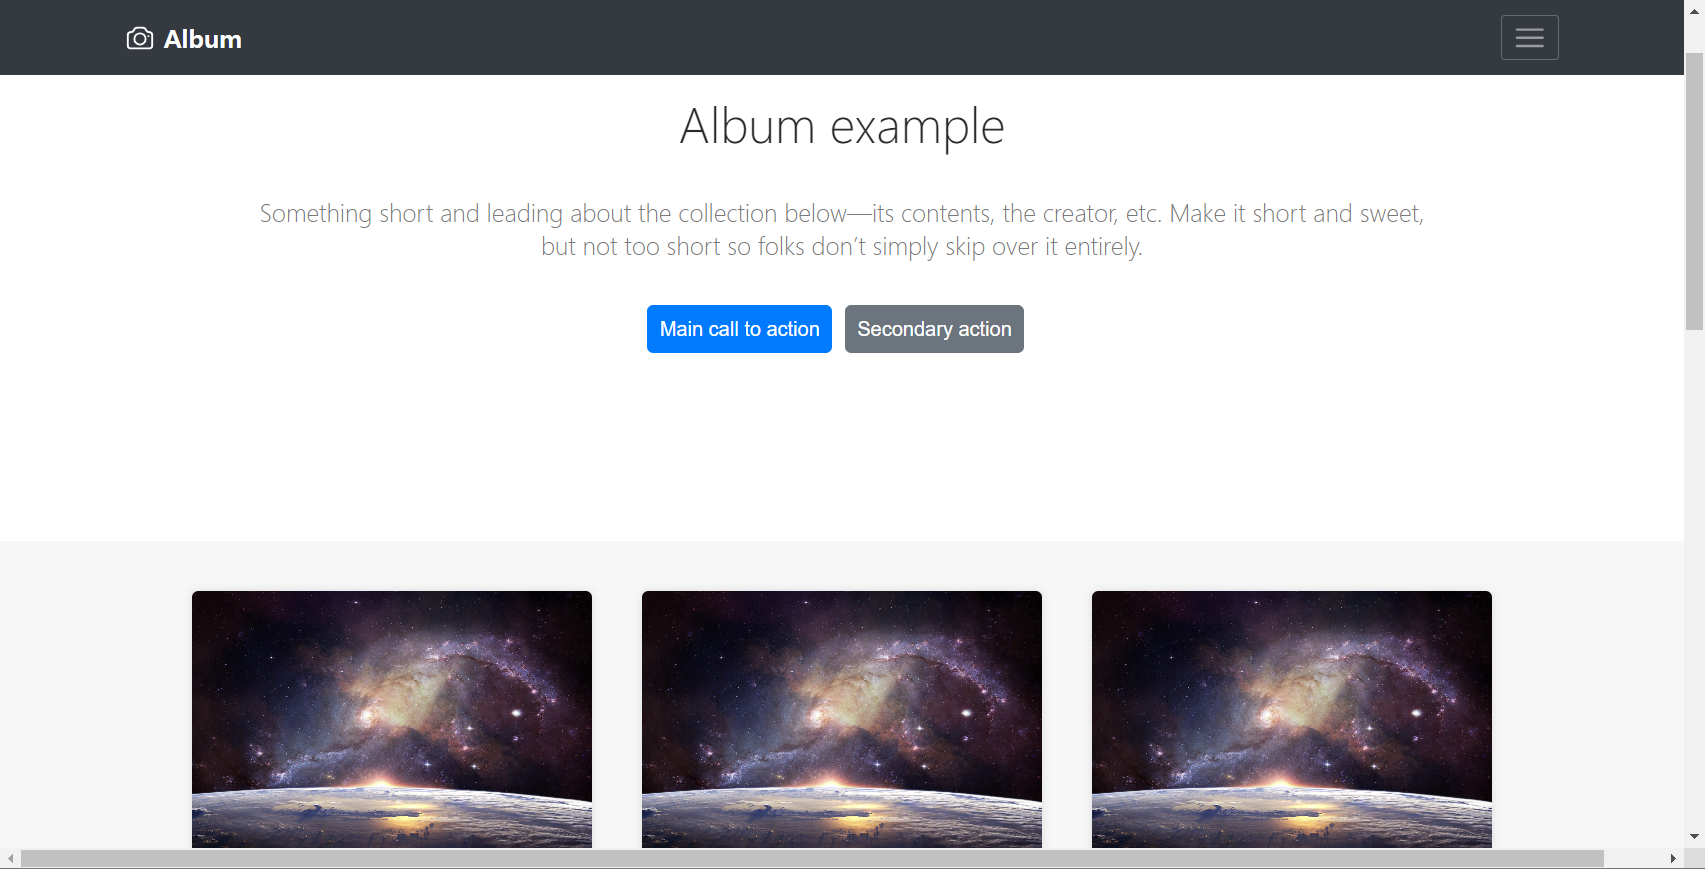 Album
Album example
Something short and leading about the collection below—its contents, the creator, etc. Make it short and sweet,
but not too short so folks don’t simply skip over it entirely.
Main call to action
Secondary action